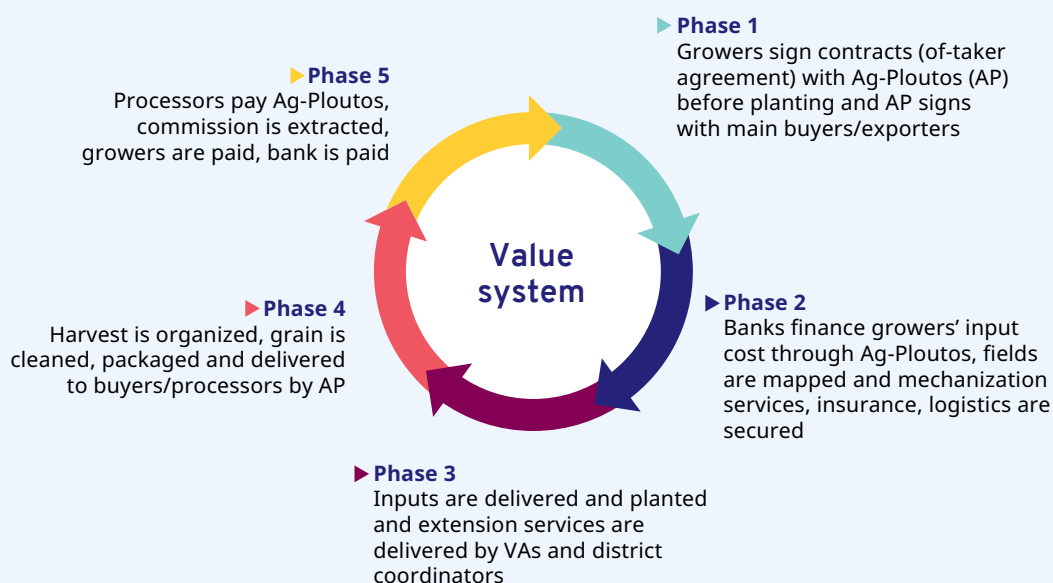 Phase 1
Growers sign contracts (of-taker
agreement) with Ag-Ploutos (AP)
before planting and AP signs
with main buyers/exporters
Phase 2
Banks finance growers’ input
cost through Ag-Ploutos, fields
are mapped and mechanization
services, insurance, logistics are
secured
Phase 3
Inputs are delivered and planted
and extension services are
delivered by VAs and district
coordinators
Phase 4
Harvest is organized, grain is
cleaned, packaged and delivered
to buyers/processors by AP
Phase 5
Processors pay Ag-Ploutos,
commission is extracted,
growers are paid, bank is paid
Value
system